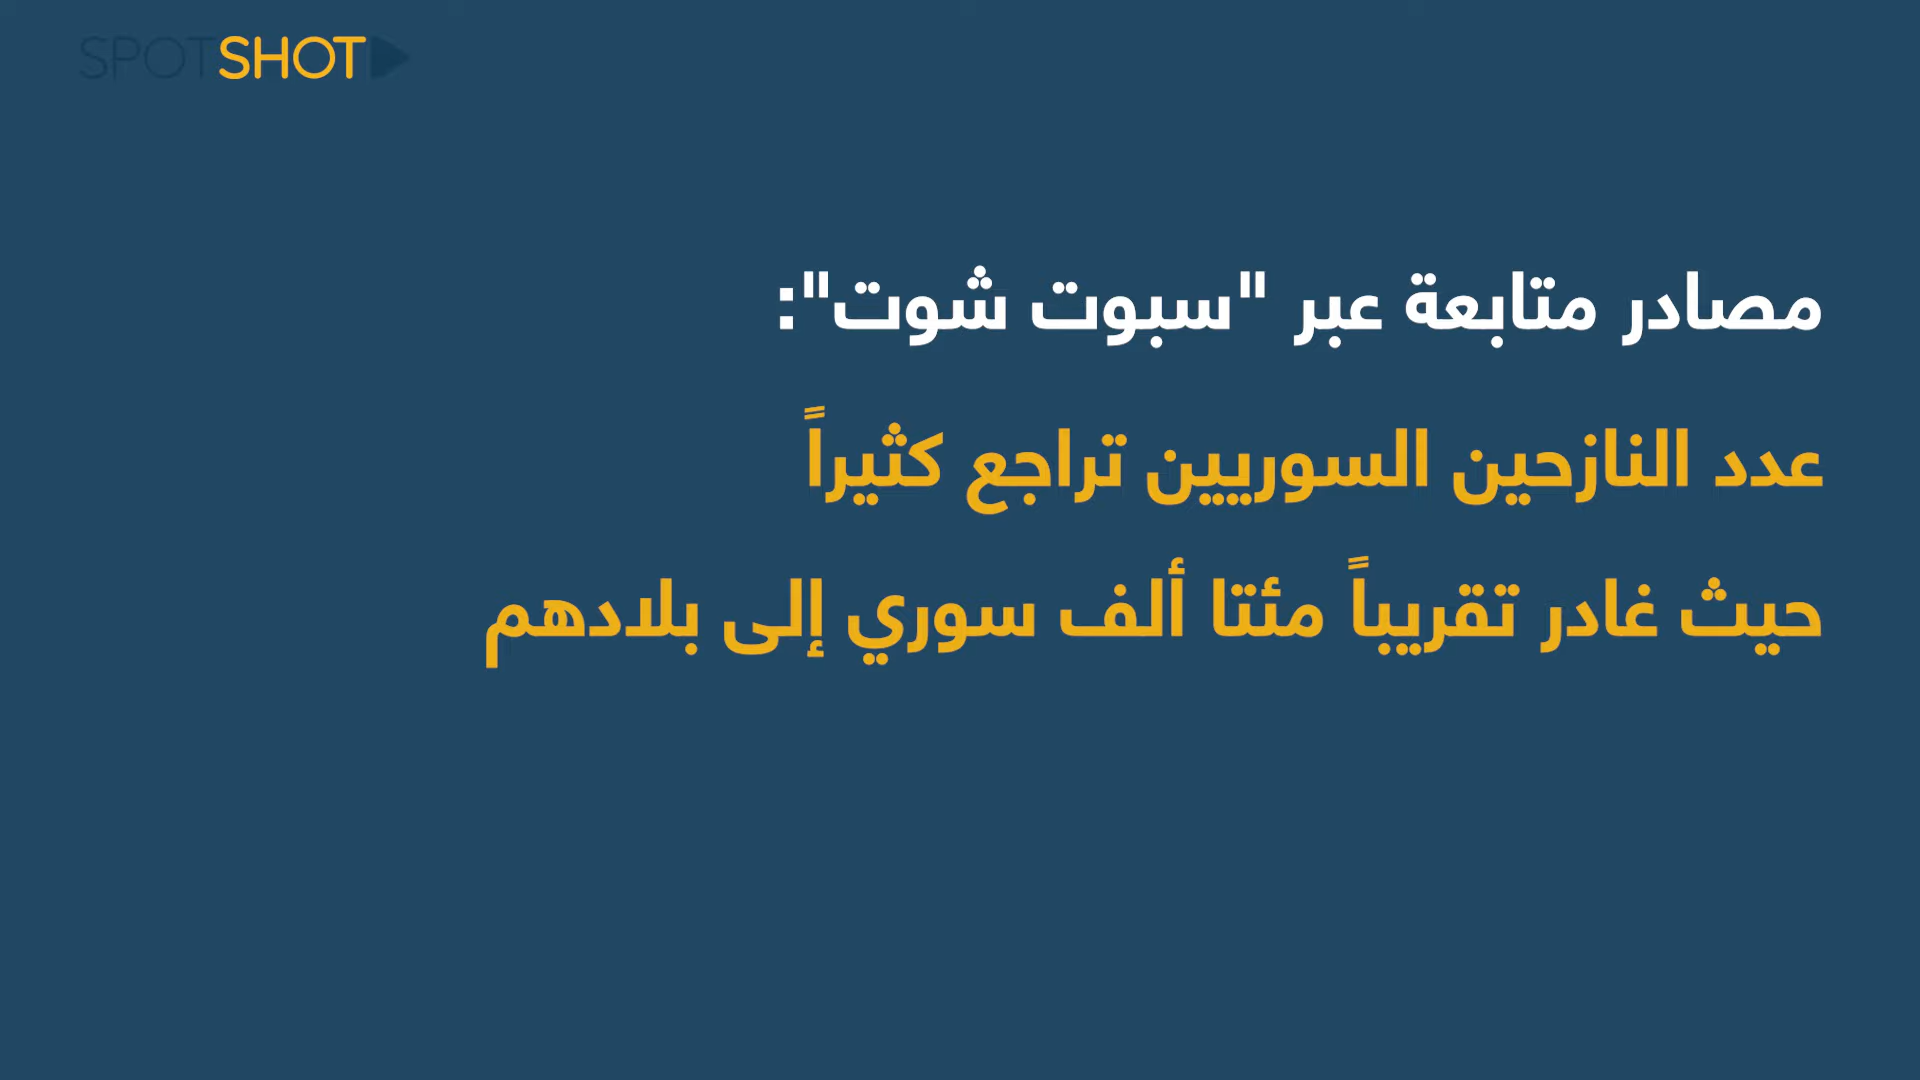 SPOTSHOT
مصادر متابعة عبر "سبوت شوت":
عدد النازحين السوريين تراجع كثيراً
حيث غادر تقريباً مئتا ألف سوري إلى بلادهم